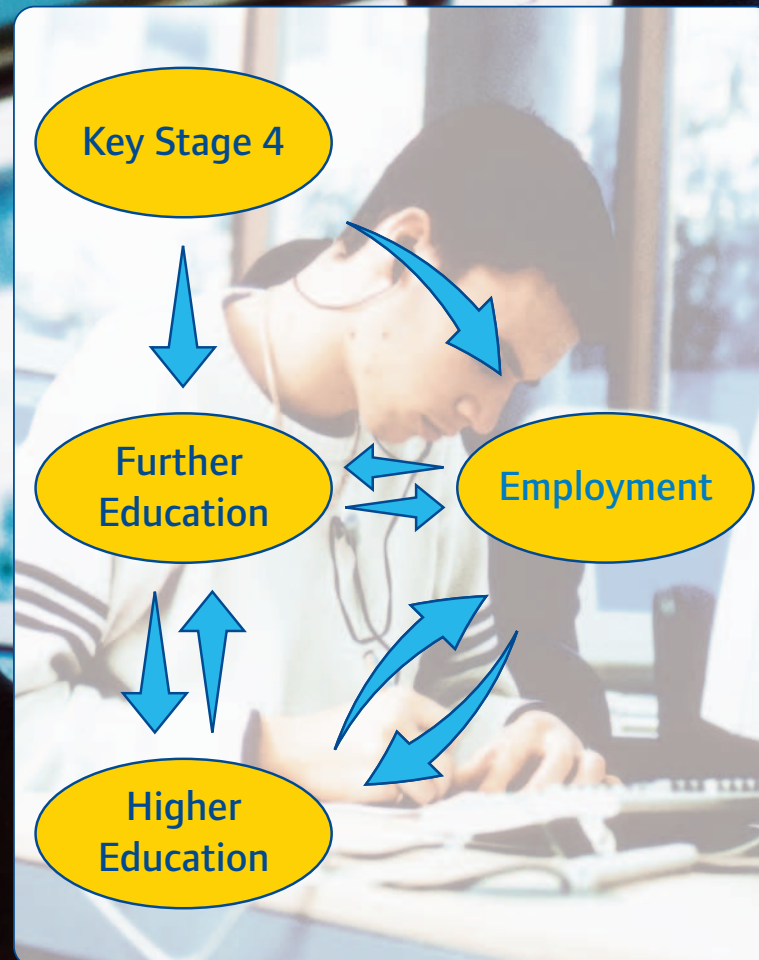 Key Stage 4
Further
Education
Employment
Higher
Education